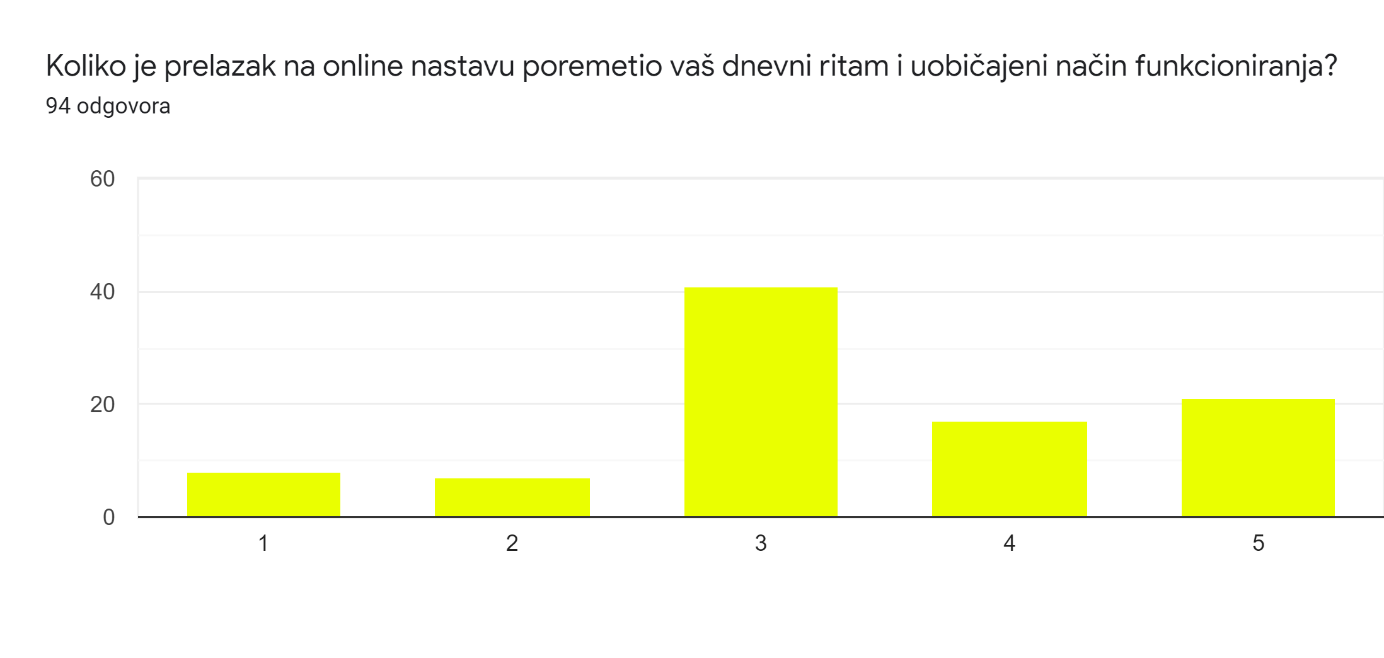 Koliko je prelazak na online nastavu poremetio vaš dnevni ritam i uobičajeni način funkcioniranja?
94 odgovora
60
40
20
0
1 2 3 4 5